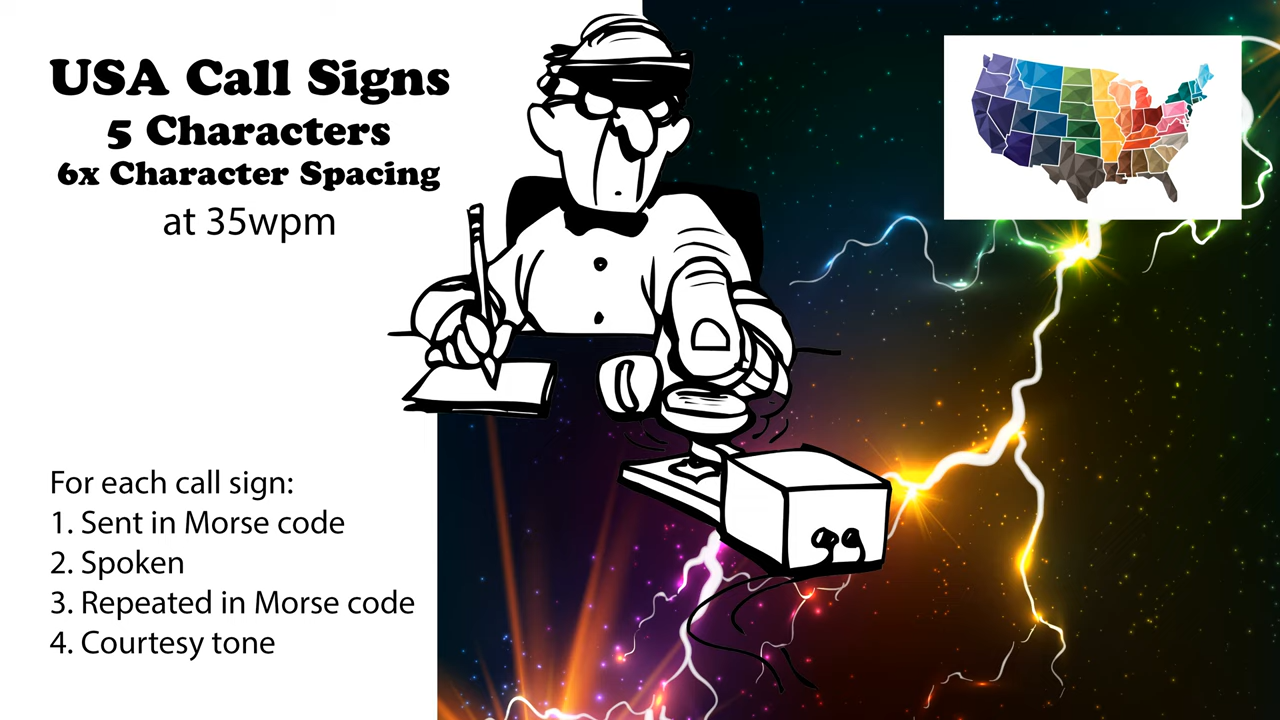 USA Call Signs
5 Characters
6x Character Spacing
at 35wpm
For each call sign:
1. Sent in Morse code
2. Spoken
3. Repeated in Morse code
4. Courtesy tone